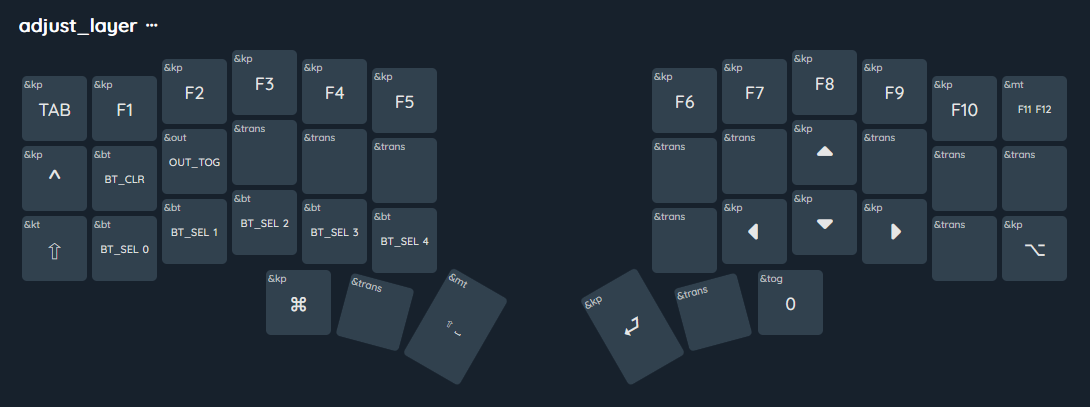 adjust_layer ···
&kp TAB
&kp F1
&kp F2
&kp F3
&kp F4
&kp F5
&kp F6
&kp F7
&kp F8
&kp F9
&kp F10
&mt F11 F12
&kp ^
&bt BT_CLR
&out OUT_TOG
&trans
&trans
&trans
&trans
&trans
&kp ▲
&trans
&trans
&trans
&kt ⇧
&bt BT_SEL 0
&bt BT_SEL 1
&bt BT_SEL 2
&bt BT_SEL 3
&bt BT_SEL 4
&trans
&kp ◀
&kp ▼
&kp ▶
&trans
&kp ⌥
&kp ⌘
&trans
&mt ⇧ ⎵
&kp ⏎
&trans
&tog 0